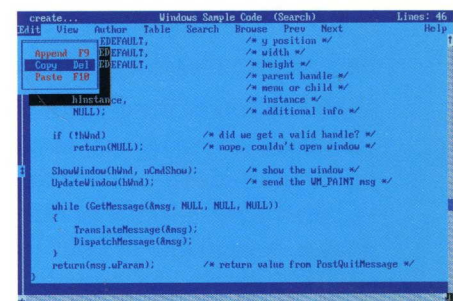 create... Windows Sample Code (Search) Lines: 46
Edit View Author Table Search Browse Prev Next Help
EDEFAULT, /* y position */
Append F9 EDEFAULT, /* width */
Copy Del EDEFAULT, /* height */
Paste F10 /* parent handle */
/* menu or child */
hInstance, /* instance */
NULL); /* additional info */
if (!hWnd) /* did we get a valid handle? */
return(NULL); /* nope, couldn't open window */
ShowWindow(hWnd, nCmdShow); /* show the window */
UpdateWindow(hWnd); /* send the WM_PAINT msg */
while (GetMessage(&msg, NULL, NULL, NULL))
{
TranslateMessage(&msg);
DispatchMessage(&msg);
}
return(msg.wParam); /* return value from PostQuitMessage */
}